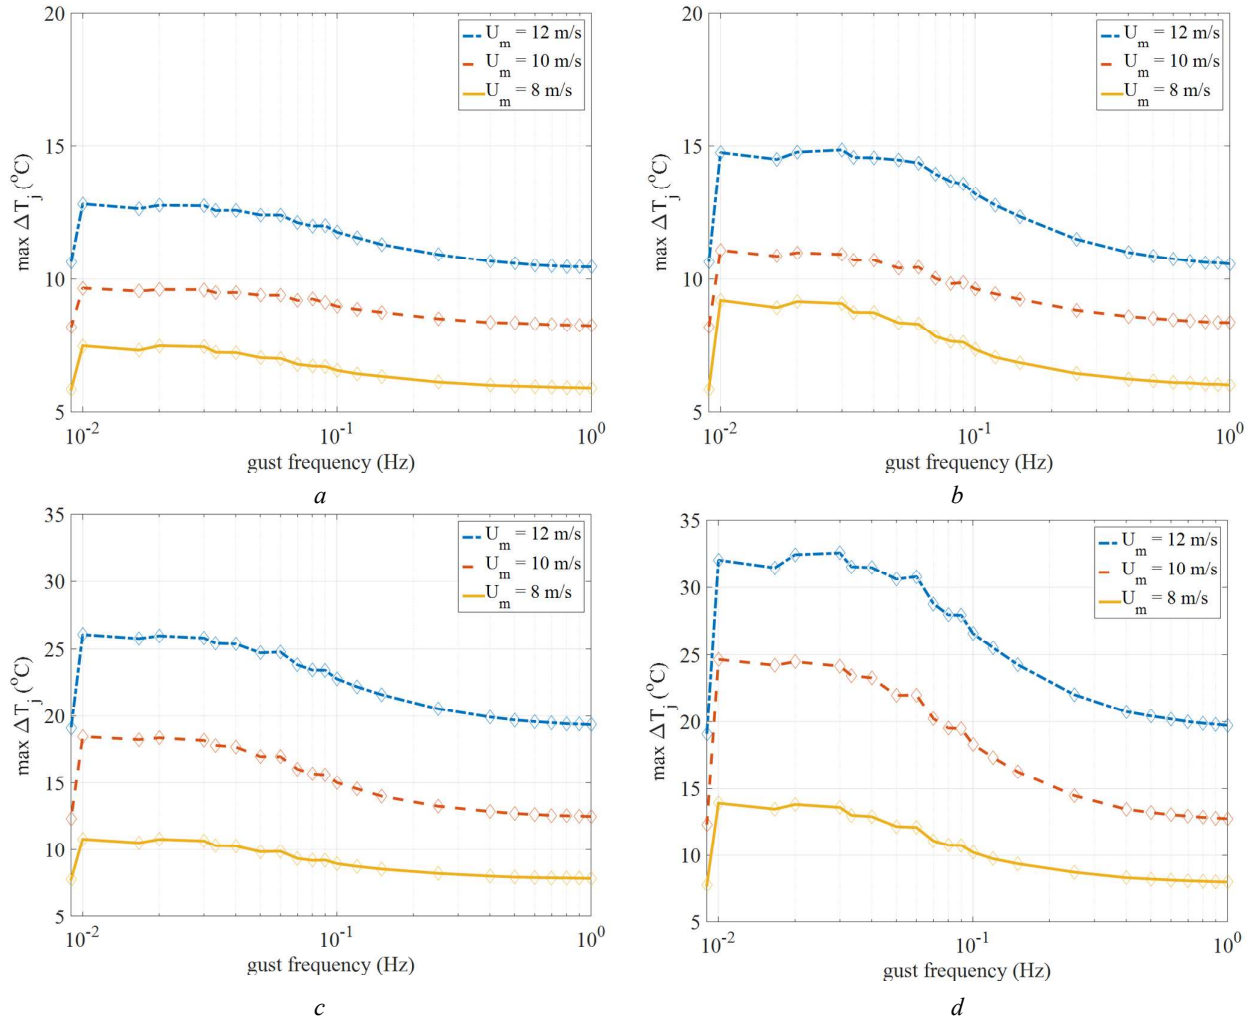 20
15
10
5
max ΔT_j (°C)
U_m = 12 m/s
U_m = 10 m/s
U_m = 8 m/s
10^-2
10^-1
10^0
gust frequency (Hz)
a
20
15
10
5
max ΔT_j (°C)
U_m = 12 m/s
U_m = 10 m/s
U_m = 8 m/s
10^-2
10^-1
10^0
gust frequency (Hz)
b
35
30
25
20
15
10
5
max ΔT_j (°C)
U_m = 12 m/s
U_m = 10 m/s
U_m = 8 m/s
10^-2
10^-1
10^0
gust frequency (Hz)
c
35
30
25
20
15
10
5
max ΔT_j (°C)
U_m = 12 m/s
U_m = 10 m/s
U_m = 8 m/s
10^-2
10^-1
10^0
gust frequency (Hz)
d